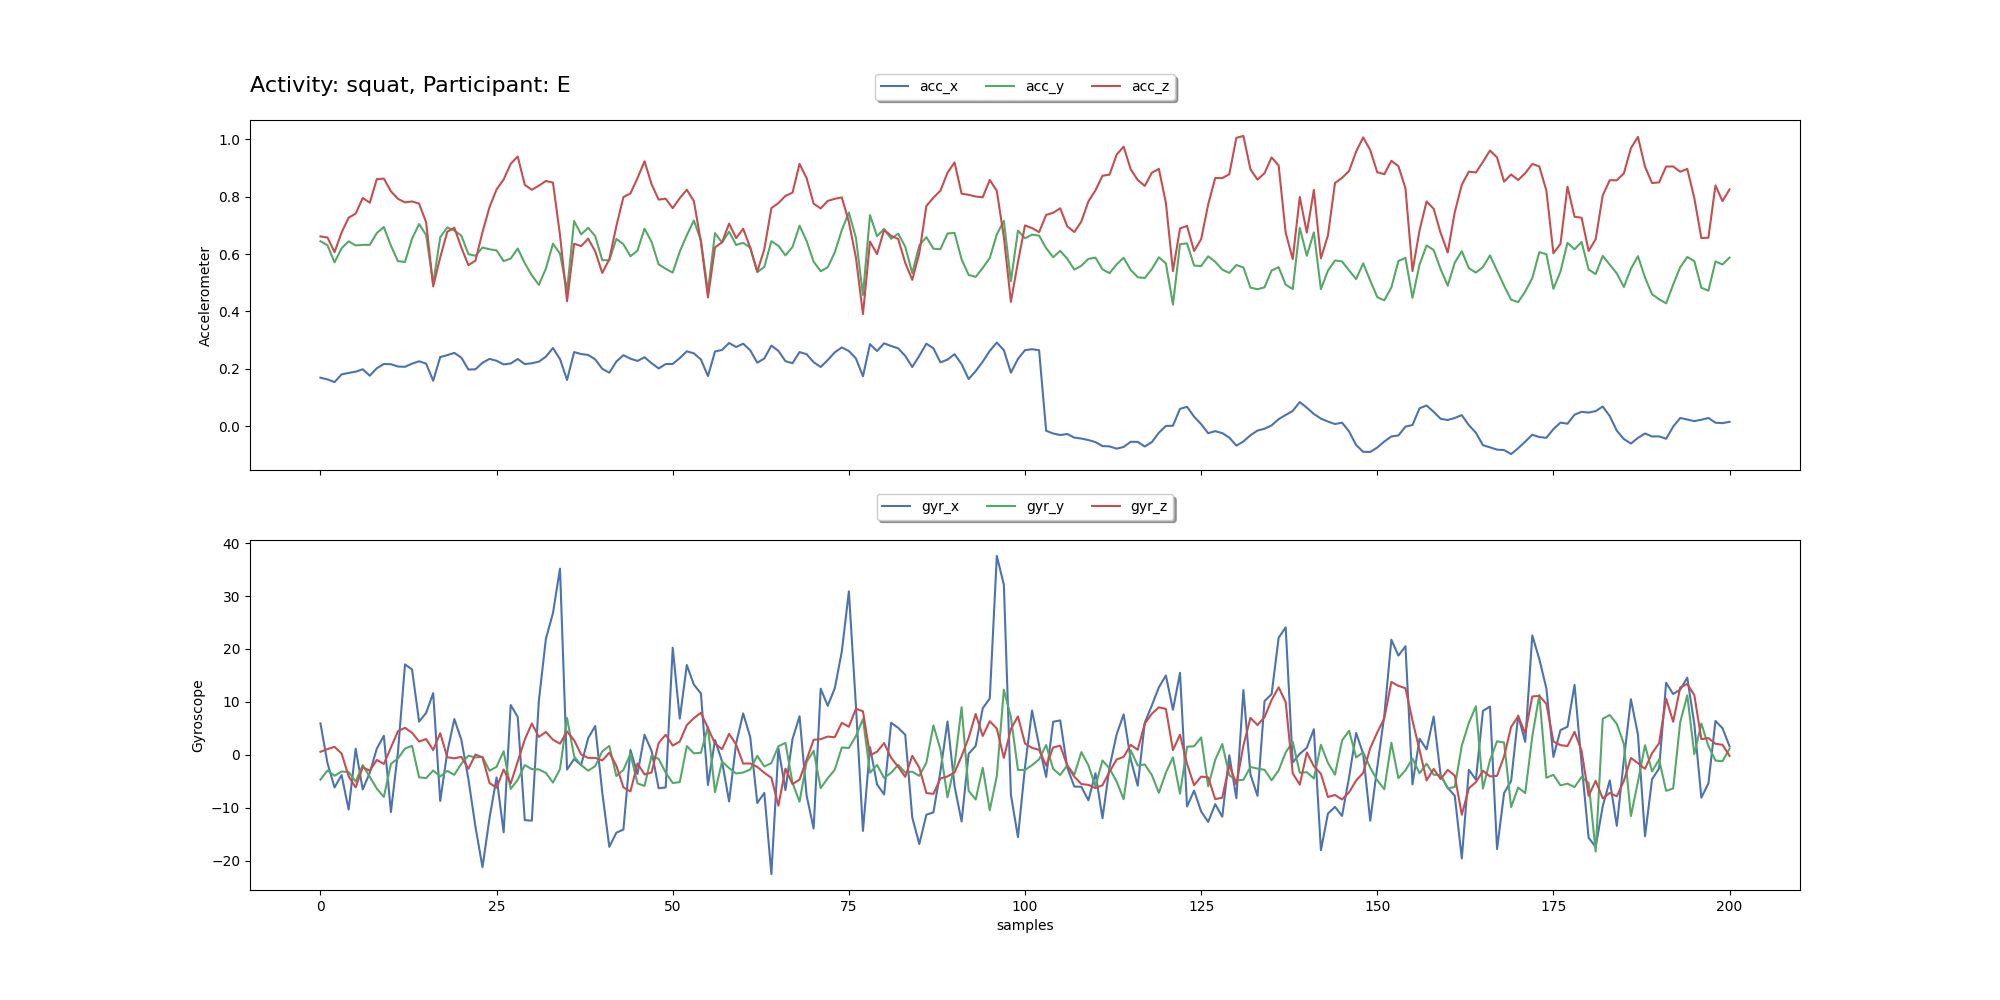 Activity: squat, Participant: E
acc_x acc_y acc_z
1.0
0.8
0.6
0.4
0.2
0.0
Accelerometer
gyr_x gyr_y gyr_z
40
30
20
10
0
−10
−20
Gyroscope
0 25 50 75 100 125 150 175 200
samples